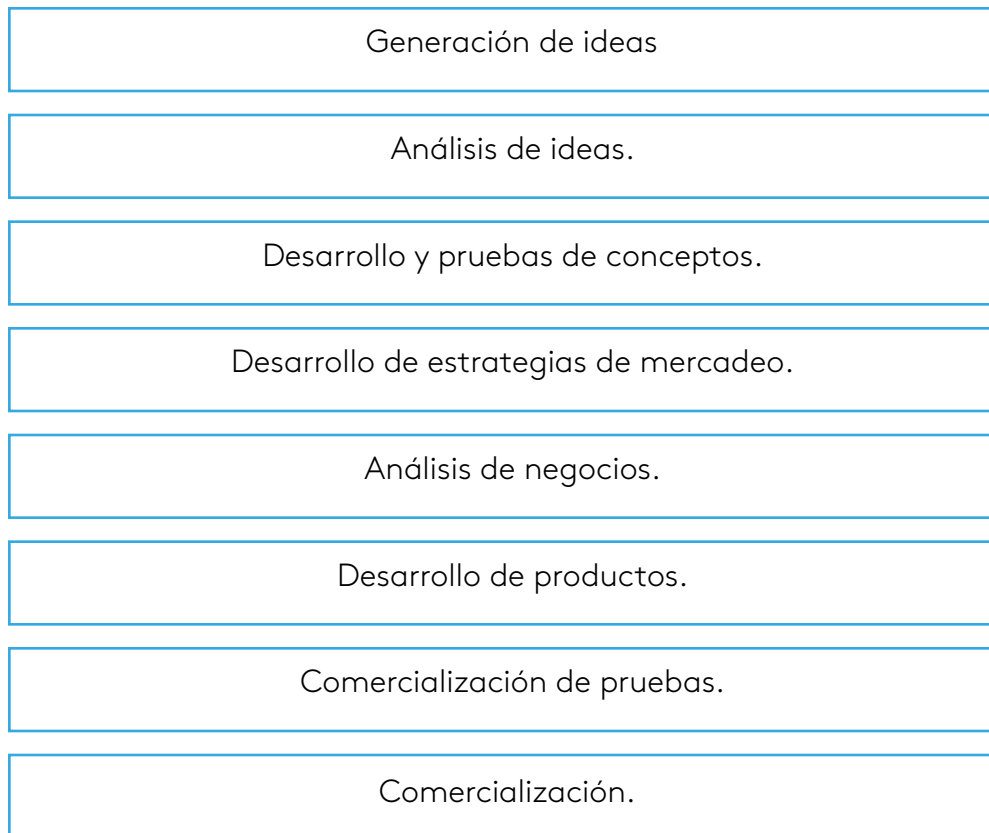 Generación de ideas
Análisis de ideas.
Desarrollo y pruebas de conceptos.
Desarrollo de estrategias de mercadeo.
Análisis de negocios.
Desarrollo de productos.
Comercialización de pruebas.
Comercialización.